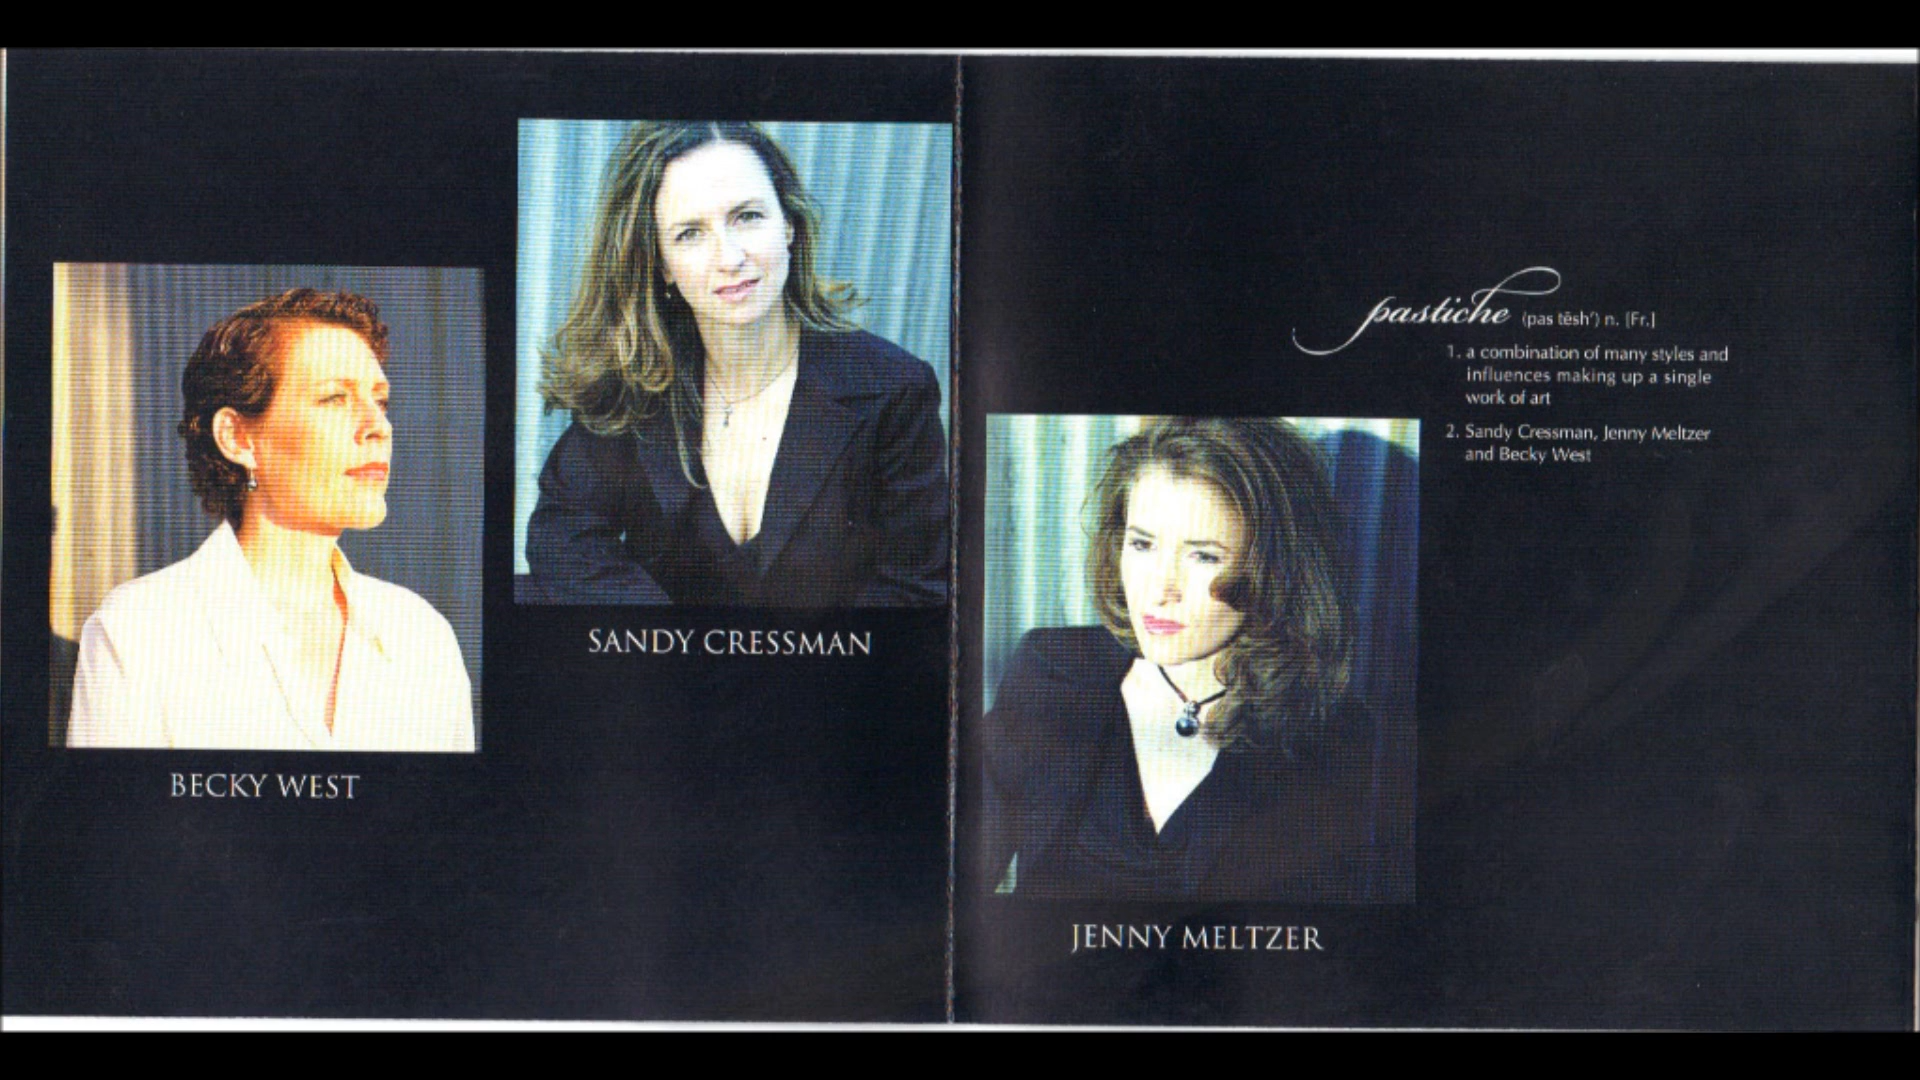 BECKY WEST
SANDY CRESSMAN
JENNY MELTZER
pastiche (pas tēsh') n. [Fr.]
1. a combination of many styles and
influences making up a single
work of art
2. Sandy Cressman, Jenny Meltzer
and Becky West